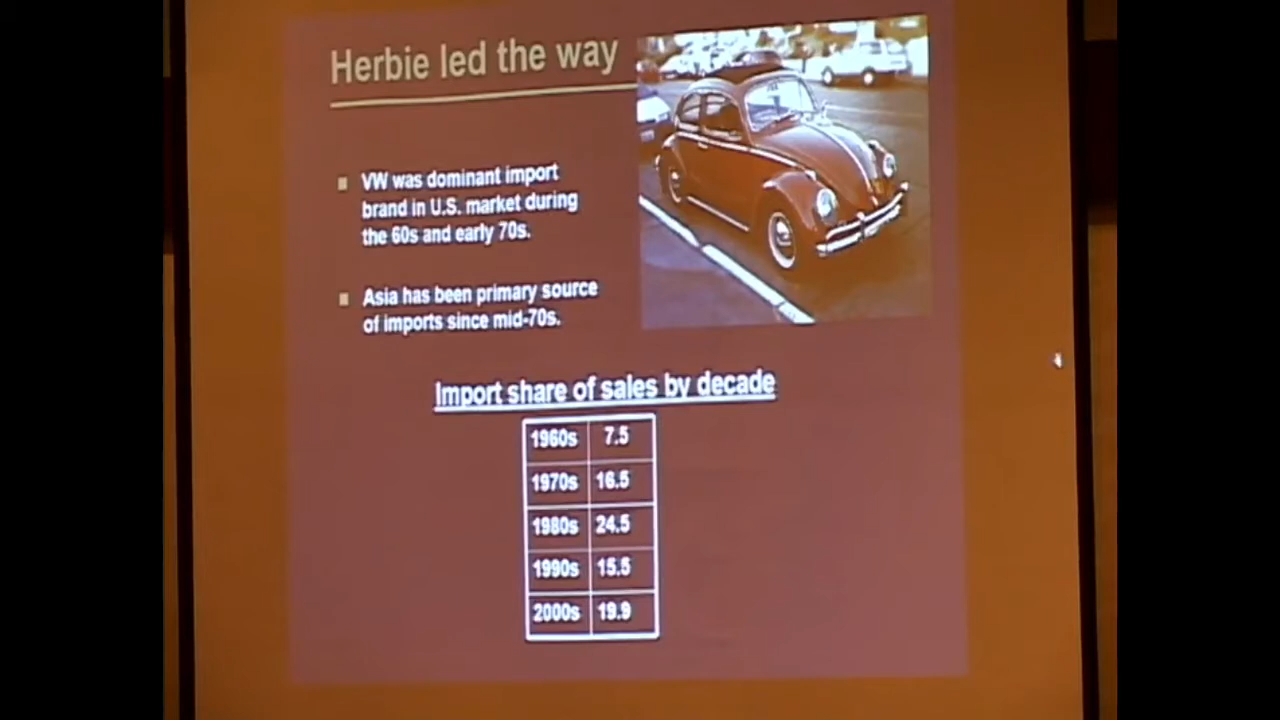 Herbie led the way
VW was dominant import
brand in U.S. market during
the 60s and early 70s.
Asia has been primary source
of imports since mid-70s.
Import share of sales by decade
1960s 7.5
1970s 16.5
1980s 24.5
1990s 15.5
2000s 19.9